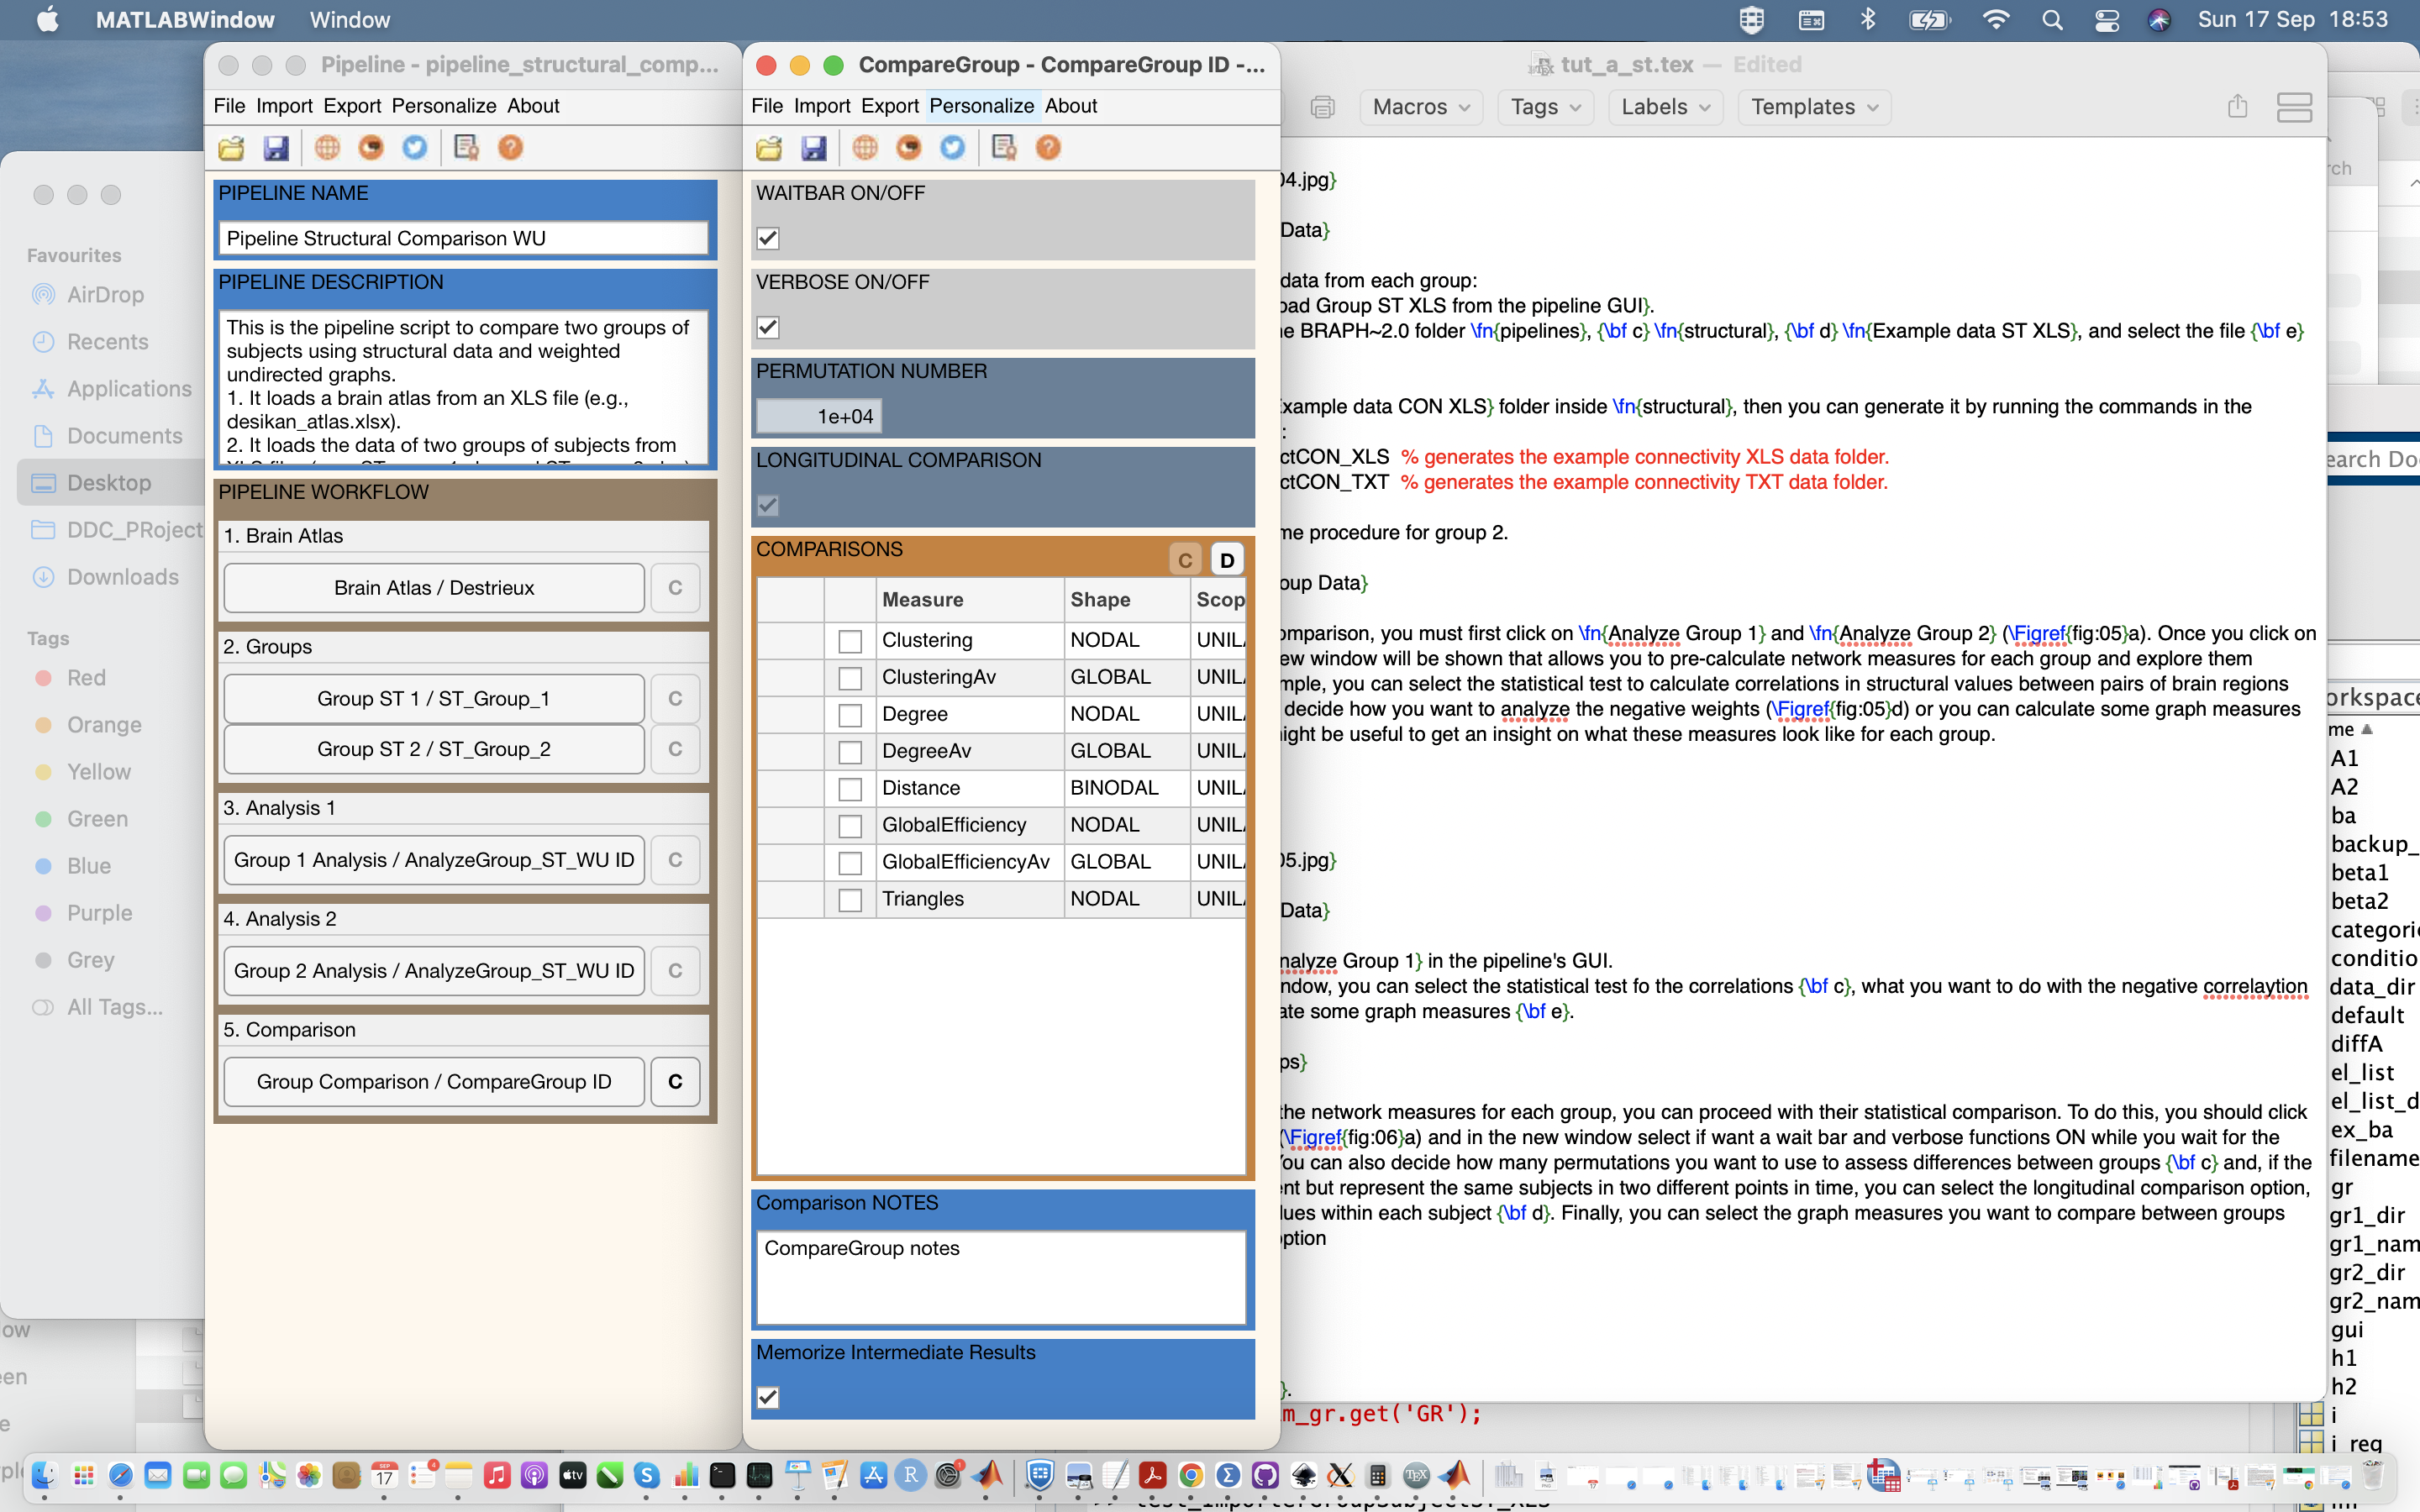 MATLABWindow Window
Sun 17 Sep 18:53
Pipeline - pipeline_structural_comp...
File Import Export Personalize About
PIPELINE NAME
Pipeline Structural Comparison WU
PIPELINE DESCRIPTION
This is the pipeline script to compare two groups of
subjects using structural data and weighted
undirected graphs.
1. It loads a brain atlas from an XLS file (e.g.,
desikan_atlas.xlsx).
2. It loads the data of two groups of subjects from
PIPELINE WORKFLOW
1. Brain Atlas
Brain Atlas / Destrieux C
2. Groups
Group ST 1 / ST_Group_1 C
Group ST 2 / ST_Group_2 C
3. Analysis 1
Group 1 Analysis / AnalyzeGroup_ST_WU ID C
4. Analysis 2
Group 2 Analysis / AnalyzeGroup_ST_WU ID C
5. Comparison
Group Comparison / CompareGroup ID C
CompareGroup - CompareGroup ID -...
File Import Export Personalize About
WAITBAR ON/OFF
VERBOSE ON/OFF
PERMUTATION NUMBER
1e+04
LONGITUDINAL COMPARISON
COMPARISONS C D
Measure Shape Scop
Clustering NODAL UNIL
ClusteringAv GLOBAL UNIL
Degree NODAL UNIL
DegreeAv GLOBAL UNIL
Distance BINODAL UNIL
GlobalEfficiency NODAL UNIL
GlobalEfficiencyAv GLOBAL UNIL
Triangles NODAL UNIL
Comparison NOTES
CompareGroup notes
Memorize Intermediate Results
tut_a_st.tex — Edited
Macros Tags Labels Templates
04.jpg}
Data}
data from each group:
oad Group ST XLS from the pipeline GUI}.
e BRAPH~2.0 folder \fn{pipelines}, {\bf c} \fn{structural}, {\bf d} \fn{Example data ST XLS}, and select the file {\bf e}
xample data CON XLS} folder inside \fn{structural}, then you can generate it by running the commands in the
:
ctCON_XLS % generates the example connectivity XLS data folder.
ctCON_TXT % generates the example connectivity TXT data folder.
me procedure for group 2.
oup Data}
omparison, you must first click on \fn{Analyze Group 1} and \fn{Analyze Group 2} (\Figref{fig:05}a). Once you click on
ew window will be shown that allows you to pre-calculate network measures for each group and explore them
mple, you can select the statistical test to calculate correlations in structural values between pairs of brain regions
decide how you want to analyze the negative weights (\Figref{fig:05}d) or you can calculate some graph measures
ight be useful to get an insight on what these measures look like for each group.
05.jpg}
Data}
nalyze Group 1} in the pipeline's GUI.
ndow, you can select the statistical test fo the correlations {\bf c}, what you want to do with the negative correlaytion
ate some graph measures {\bf e}.
ps}
the network measures for each group, you can proceed with their statistical comparison. To do this, you should click
(\Figref{fig:06}a) and in the new window select if want a wait bar and verbose functions ON while you wait for the
You can also decide how many permutations you want to use to assess differences between groups {\bf c} and, if the
nt but represent the same subjects in two different points in time, you can select the longitudinal comparison option,
lues within each subject {\bf d}. Finally, you can select the graph measures you want to compare between groups
ption
}.
m_gr.get('GR');
Favourites
AirDrop
Recents
Applications
Documents
Desktop
DDC_PRoject
Downloads
Tags
Red
Orange
Yellow
Green
Blue
Purple
Grey
All Tags...
rch
earch Do
orkspace
me
A1
A2
ba
backup_
beta1
beta2
categori
conditio
data_dir
default
diffA
el_list
el_list_d
ex_ba
filename
gr
gr1_dir
gr1_nam
gr2_dir
gr2_nam
gui
h1
h2
i
i_reg